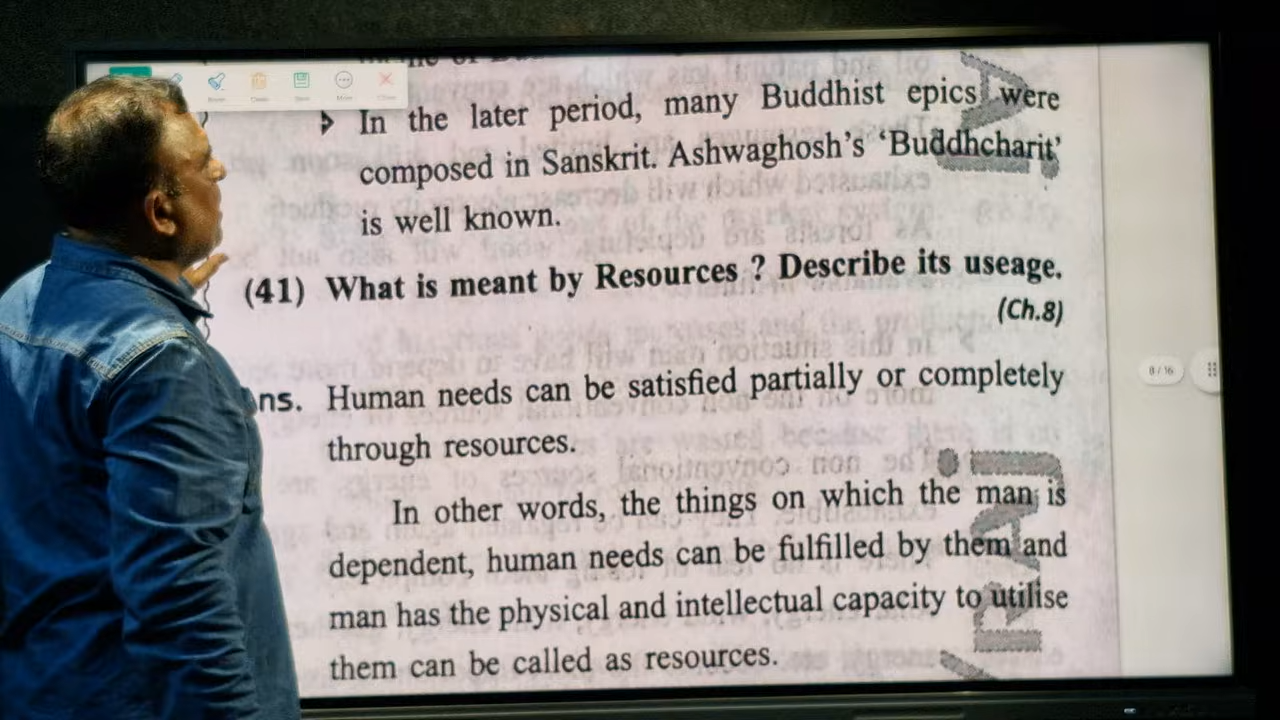 In the later period, many Buddhist epics were
composed in Sanskrit. Ashwaghosh's 'Buddhcharit'
is well known.
(41) What is meant by Resources ? Describe its useage.
(Ch.8)
ns. Human needs can be satisfied partially or completely
through resources.
In other words, the things on which the man is
dependent, human needs can be fulfilled by them and
man has the physical and intellectual capacity to utilise
them can be called as resources.
8/16